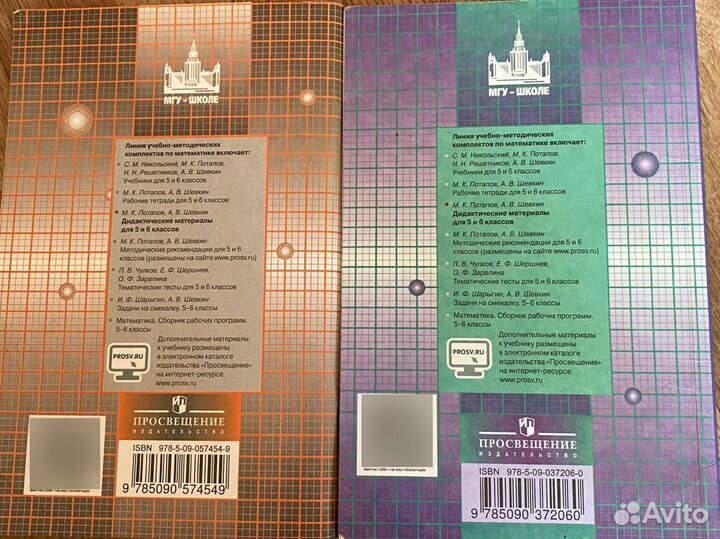 МГУ – ШКОЛЕ
Линия учебно-методических
комплектов по математике включает:
• С. М. Никольский, М. К. Потапов,
Н. Н. Решетников, А. В. Шевкин
Учебники для 5 и 6 классов
• М. К. Потапов, А. В. Шевкин
Рабочие тетради для 5 и 6 классов
• М. К. Потапов, А. В. Шевкин
Дидактические материалы
для 5 и 6 классов
• М. К. Потапов, А. В. Шевкин
Методические рекомендации для 5 и 6
классов (размещены на сайте www.prosv.ru)
• П. В. Чулков, Е. Ф. Шершнев,
О. Ф. Зарапина
Тематические тесты для 5 и 6 классов
• И. Ф. Шарыгин, А. В. Шевкин
Задачи на смекалку. 5–6 классы
• Математика. Сборник рабочих программ.
5–6 классы
PROSV.RU
Дополнительные материалы
к учебнику размещены
в электронном каталоге
издательства «Просвещение»
на интернет-ресурсе
www.prosv.ru
ПРОСВЕЩЕНИЕ
ИЗДАТЕЛЬСТВО
ISBN 978-5-09-057454-9
9 785090 574549
МГУ – ШКОЛЕ
Линия учебно-методических
комплектов по математике включает:
• С. М. Никольский, М. К. Потапов,
Н. Н. Решетников, А. В. Шевкин
Учебники для 5 и 6 классов
• М. К. Потапов, А. В. Шевкин
Рабочие тетради для 5 и 6 классов
• М. К. Потапов, А. В. Шевкин
Дидактические материалы
для 5 и 6 классов
• М. К. Потапов, А. В. Шевкин
Методические рекомендации для 5 и 6
классов (размещены на сайте www.prosv.ru)
• П. В. Чулков, Е. Ф. Шершнев,
О. Ф. Зарапина
Тематические тесты для 5 и 6 классов
• И. Ф. Шарыгин, А. В. Шевкин
Задачи на смекалку. 5–6 классы
• Математика. Сборник рабочих программ.
5–6 классы
PROSV.RU
Дополнительные материалы
к учебнику размещены
в электронном каталоге
издательства «Просвещение»
на интернет-ресурсе
www.prosv.ru
ПРОСВЕЩЕНИЕ
ИЗДАТЕЛЬСТВО
ISBN 978-5-09-037206-0
9 785090 372060
Avito